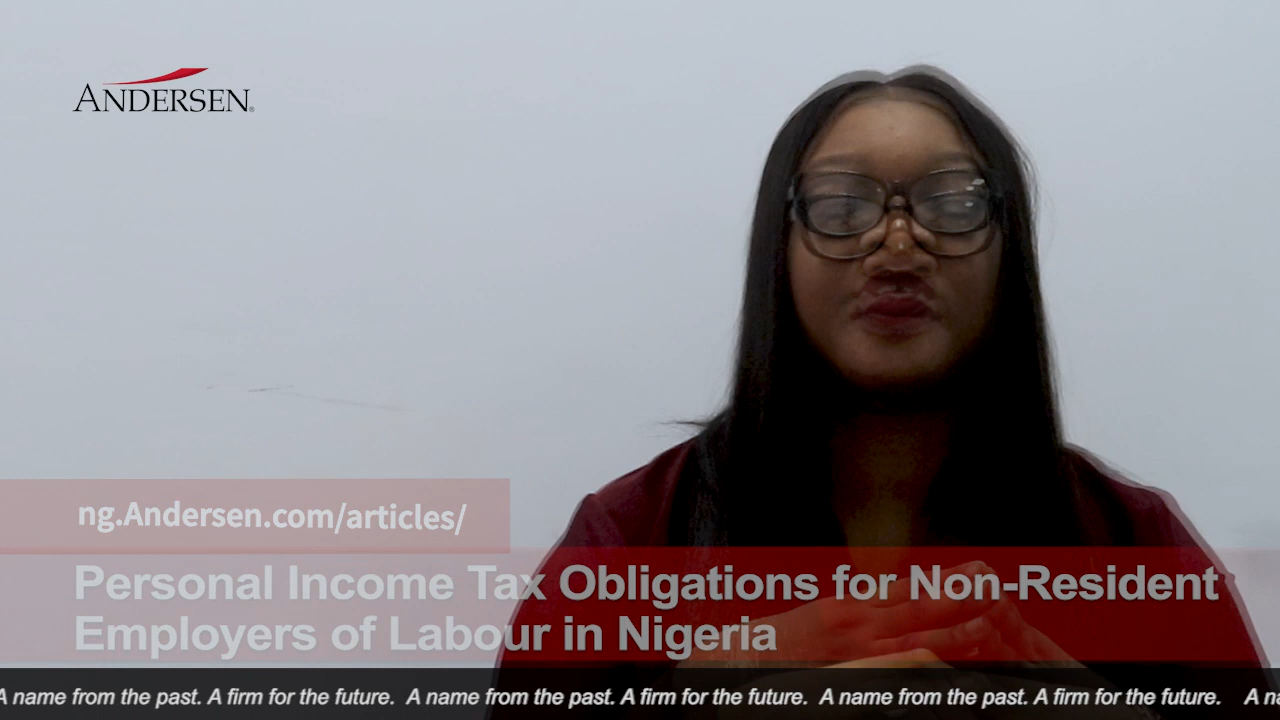 ANDERSEN®
ng.Andersen.com/articles/
Personal Income Tax Obligations for Non-Resident
Employers of Labour in Nigeria
A name from the past. A firm for the future. A name from the past. A firm for the future. A name from the past. A firm for the future. A